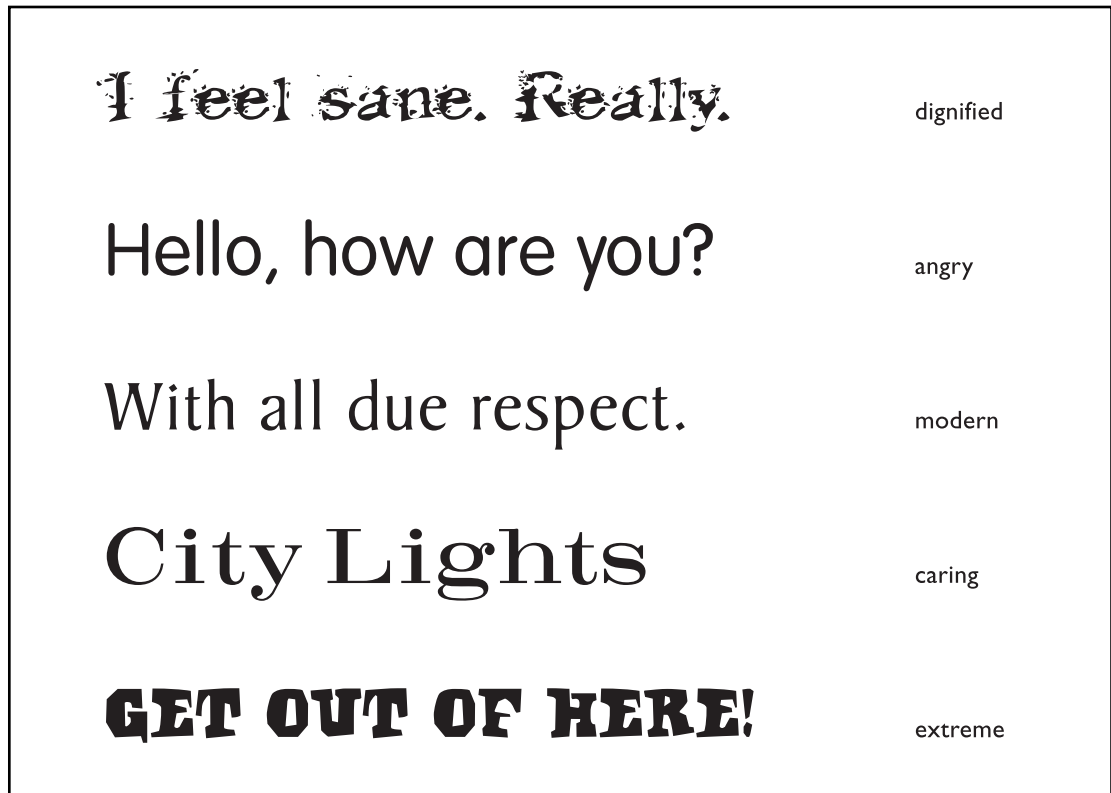 I feel sane. Really. dignified
Hello, how are you? angry
With all due respect. modern
City Lights caring
GET OUT OF HERE! extreme